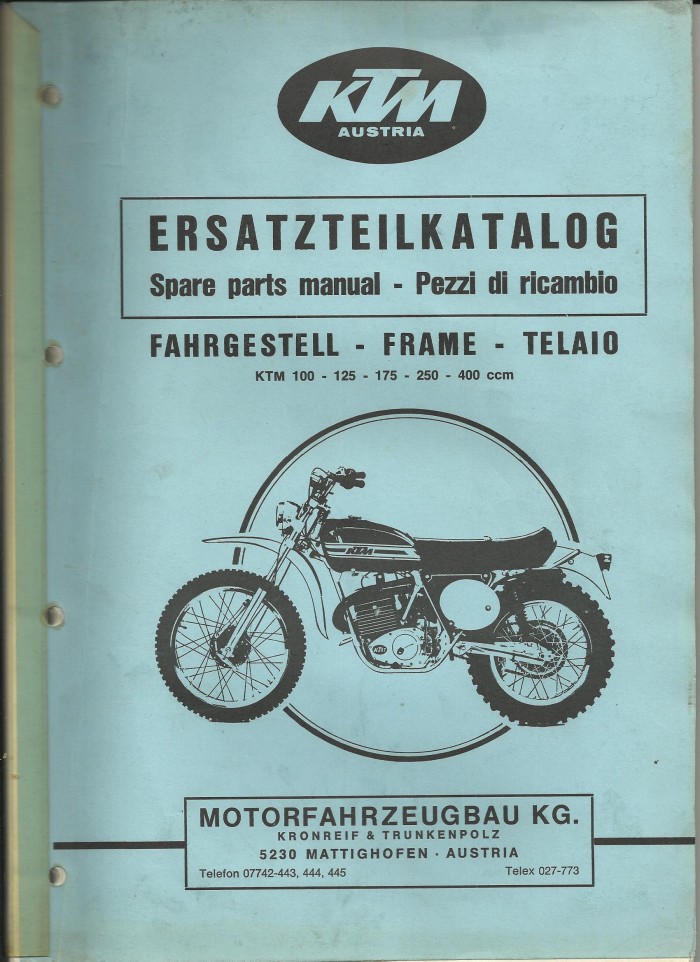 KTM
AUSTRIA
ERSATZTEILKATALOG
Spare parts manual - Pezzi di ricambio
FAHRGESTELL - FRAME - TELAIO
KTM 100 - 125 - 175 - 250 - 400 ccm
KTM
KTM
MOTORFAHRZEUGBAU KG.
KRONREIF & TRUNKENPOLZ
5230 MATTIGHOFEN · AUSTRIA
Telefon 07742-443, 444, 445 Telex 027-773